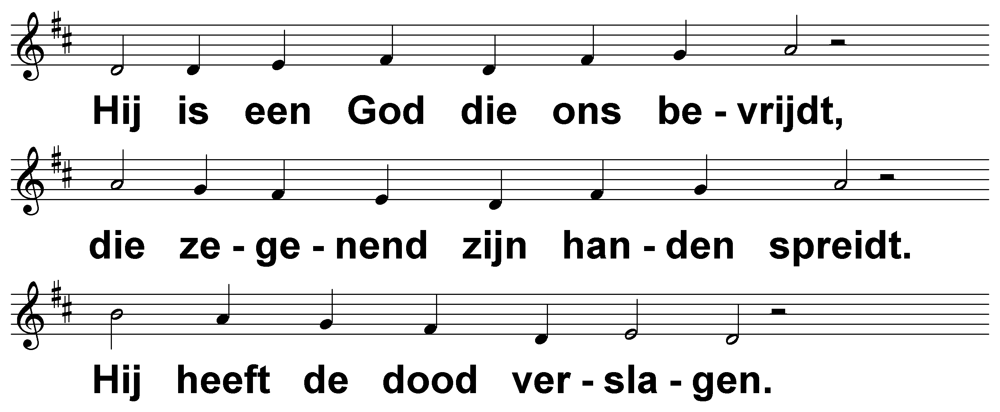 Hij is een God die ons be - vrijdt,
die ze - ge - nend zijn han - den spreidt.
Hij heeft de dood ver - sla - gen.